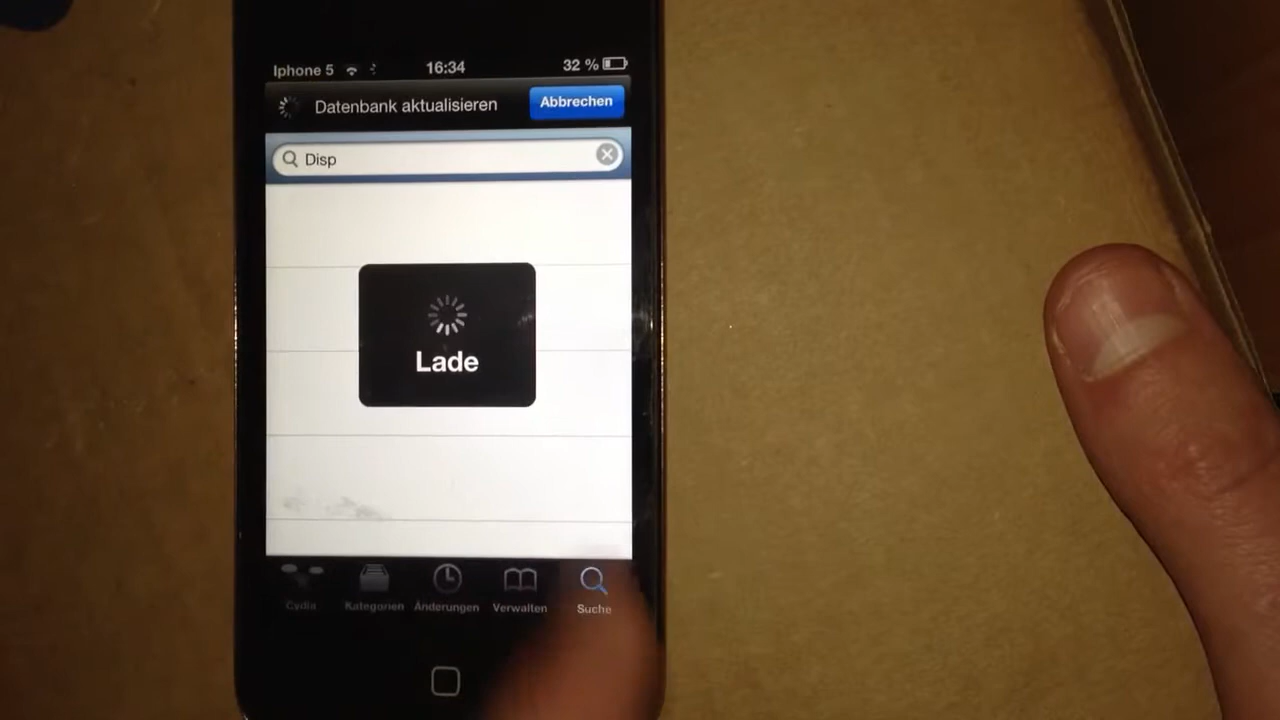 Iphone 5 16:34 32 %
Datenbank aktualisieren Abbrechen
Disp
Lade
Cydia Kategorien Änderungen Verwalten Suche